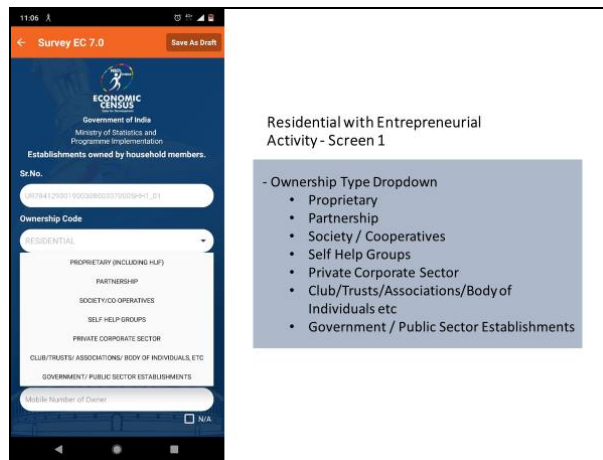 11:06
Survey EC 7.0
Save As Draft
ECONOMIC
CENSUS
Government of India
Ministry of Statistics and
Programme Implementation
Establishments owned by household members.
Sr.No.
Ownership Code
RESIDENTIAL
PROPRIETARY (INCLUDING HUF)
PARTNERSHIP
SOCIETY/CO-OPERATIVES
SELF HELP GROUPS
PRIVATE CORPORATE SECTOR
CLUB/TRUSTS/ ASSOCIATIONS/ BODY OF INDIVIDUALS, ETC
GOVERNMENT/ PUBLIC SECTOR ESTABLISHMENTS
Mobile Number of Owner
N/A
Residential with Entrepreneurial
Activity - Screen 1
- Ownership Type Dropdown
• Proprietary
• Partnership
• Society / Cooperatives
• Self Help Groups
• Private Corporate Sector
• Club/Trusts/Associations/Body of
Individuals etc
• Government / Public Sector Establishments